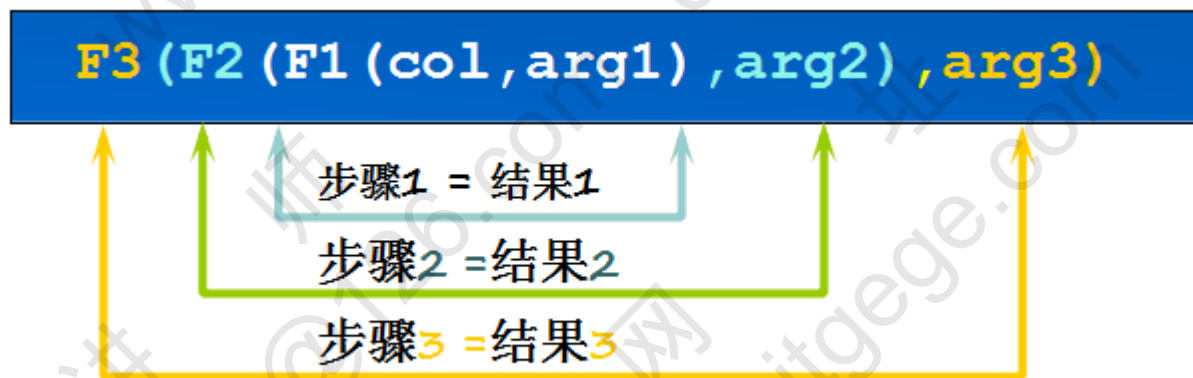 F3(F2(F1(col,arg1),arg2),arg3)
步骤1 = 结果1
步骤2 =结果2
步骤3 =结果3